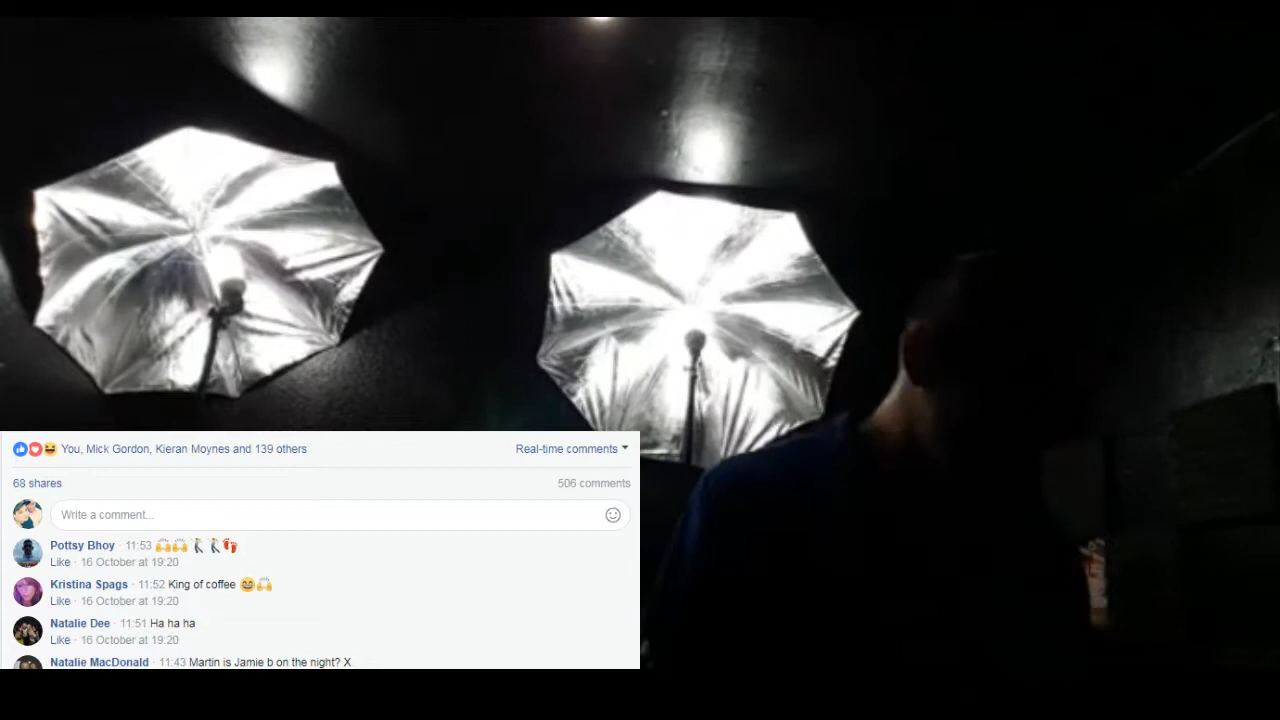 You, Mick Gordon, Kieran Moynes and 139 others Real-time comments
68 shares 506 comments
Write a comment...
Pottsy Bhoy · 11:53 🙌🙌🕺🕺👣
Like · 16 October at 19:20
Kristina Spags · 11:52 King of coffee 😄🙌
Like · 16 October at 19:20
Natalie Dee · 11:51 Ha ha ha
Like · 16 October at 19:20
Natalie MacDonald · 11:43 Martin is Jamie b on the night? X